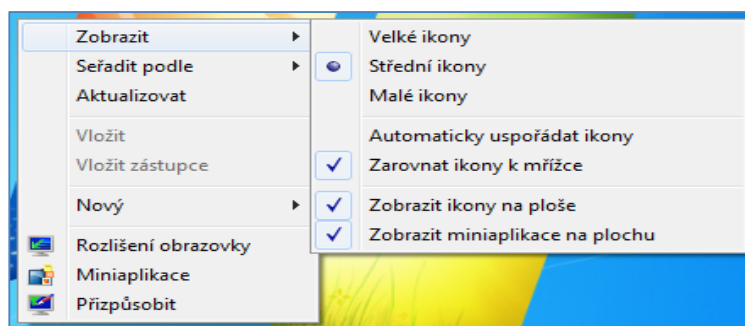 Zobrazit
Seřadit podle
Aktualizovat
Vložit
Vložit zástupce
Nový
Rozlišení obrazovky
Miniaplikace
Přizpůsobit
Velké ikony
Střední ikony
Malé ikony
Automaticky uspořádat ikony
Zarovnat ikony k mřížce
Zobrazit ikony na ploše
Zobrazit miniaplikace na plochu